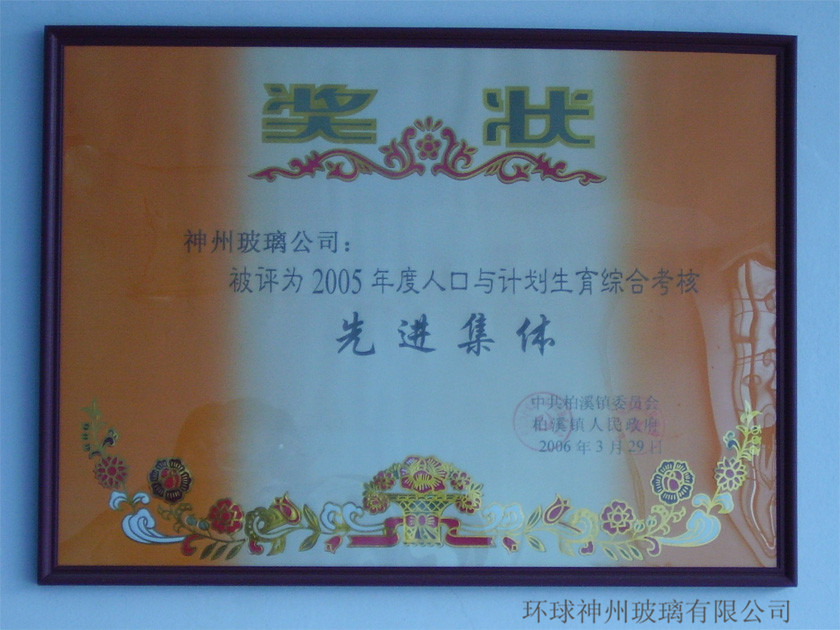 奖状
神州玻璃公司：
被评为2005年度人口与计划生育综合考核
先进集体
中共柏溪镇委员会
柏溪镇人民政府
2006年3月29日
环球神州玻璃有限公司